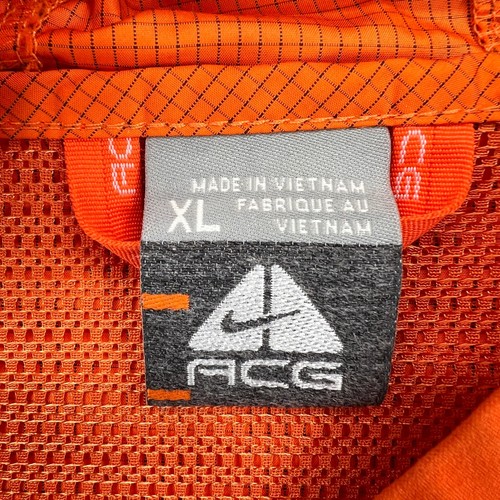 MADE IN VIETNAM
XL FABRIQUE AU
VIETNAM
ACG